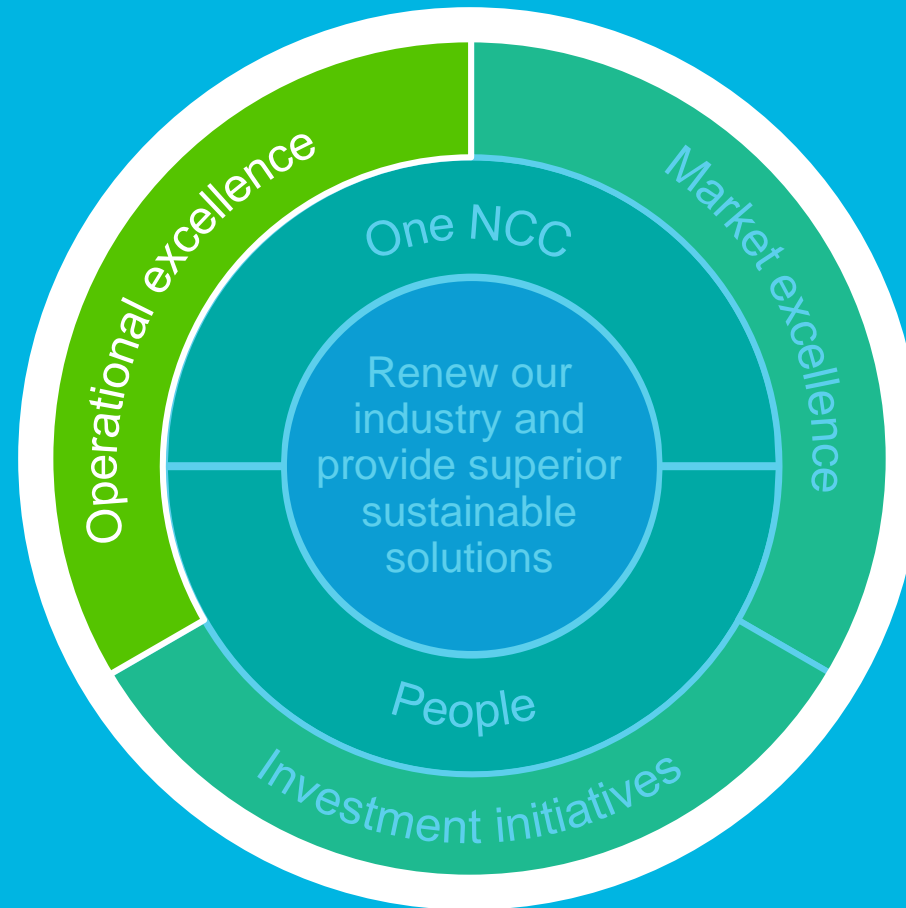 Operational excellence
Market excellence
One NCC
Renew our
industry and
provide superior
sustainable
solutions
People
Investment initiatives